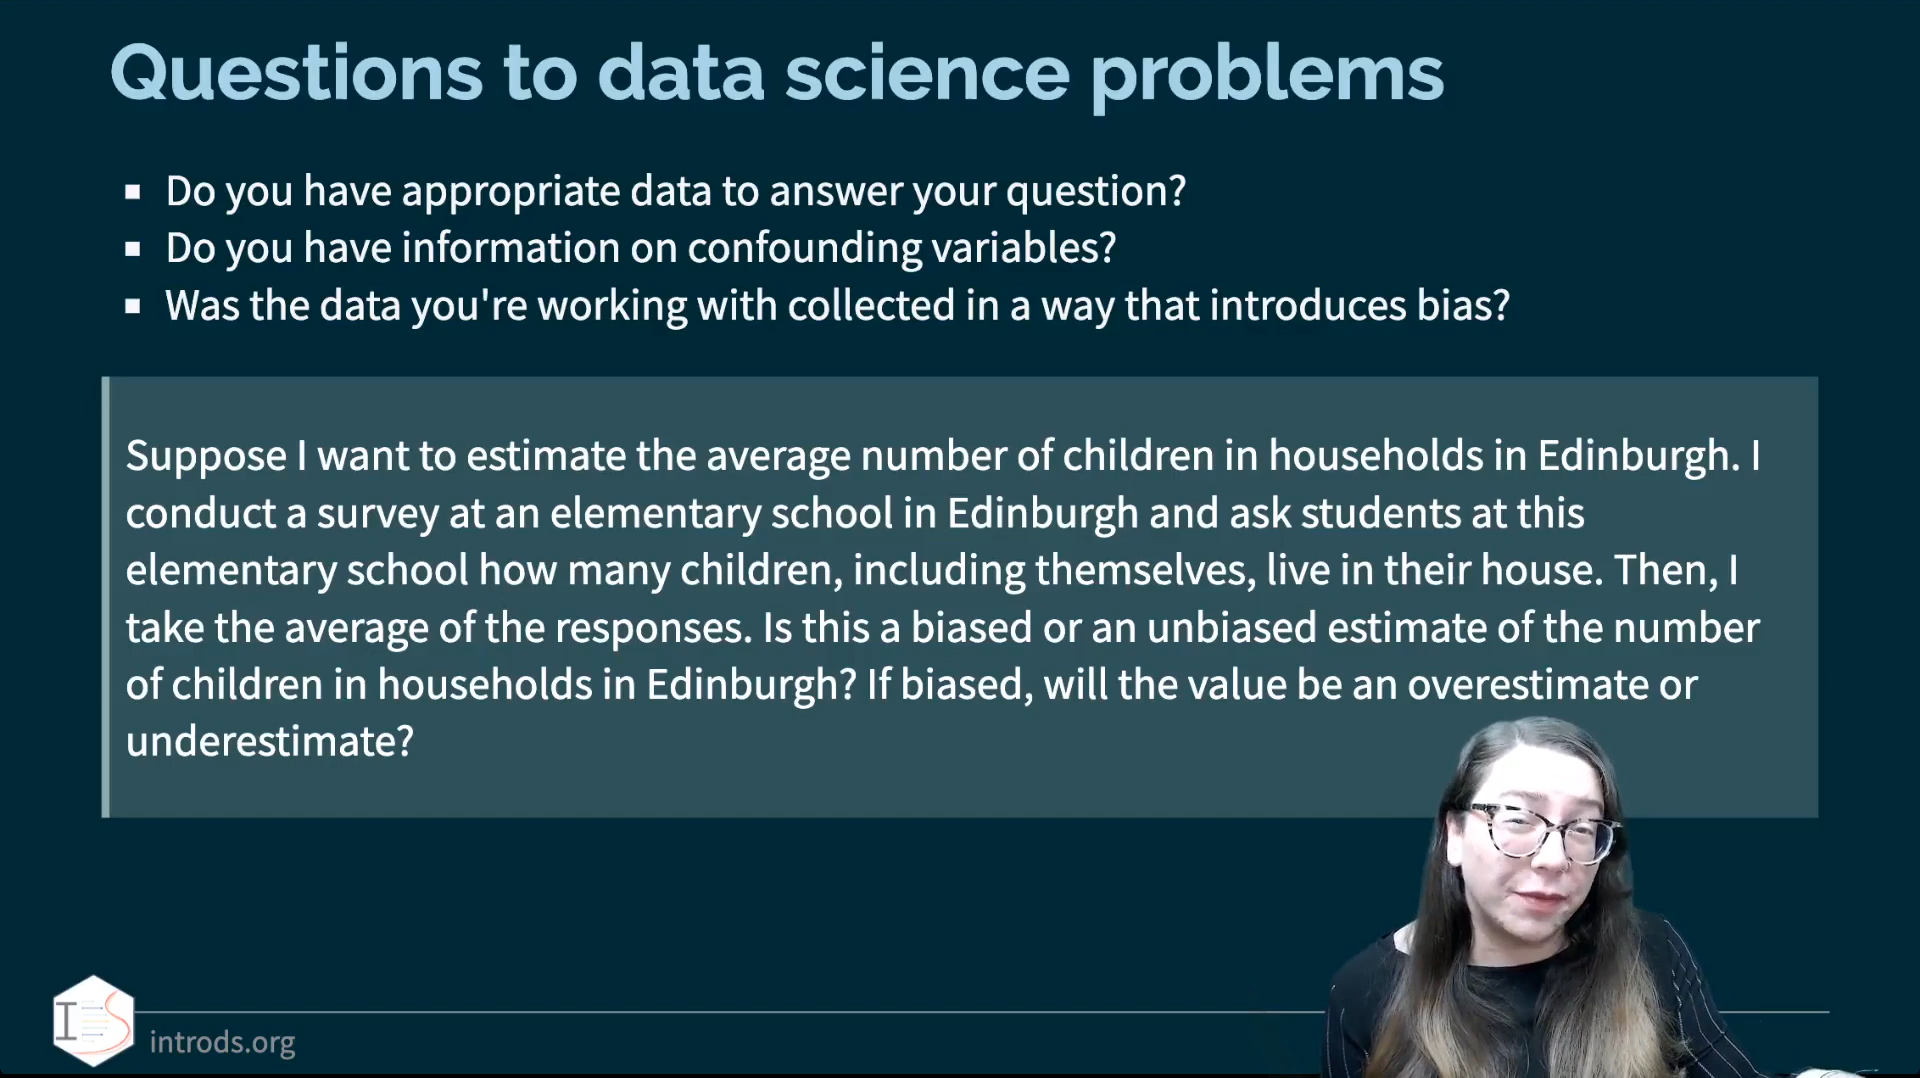 Questions to data science problems
Do you have appropriate data to answer your question?
Do you have information on confounding variables?
Was the data you're working with collected in a way that introduces bias?
Suppose I want to estimate the average number of children in households in Edinburgh. I
conduct a survey at an elementary school in Edinburgh and ask students at this
elementary school how many children, including themselves, live in their house. Then, I
take the average of the responses. Is this a biased or an unbiased estimate of the number
of children in households in Edinburgh? If biased, will the value be an overestimate or
underestimate?
IDS
introds.org